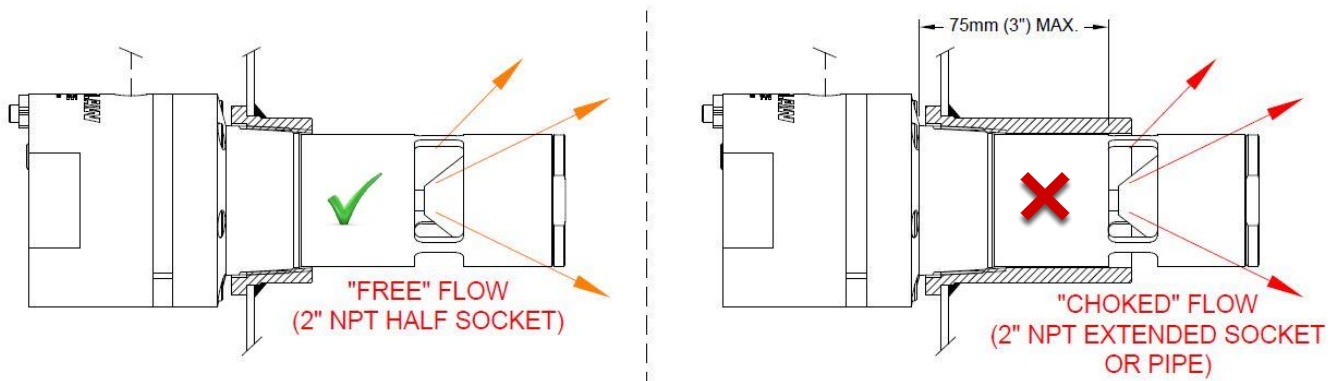 75mm (3") MAX.
"FREE" FLOW
(2" NPT HALF SOCKET)
"CHOKED" FLOW
(2" NPT EXTENDED SOCKET
OR PIPE)